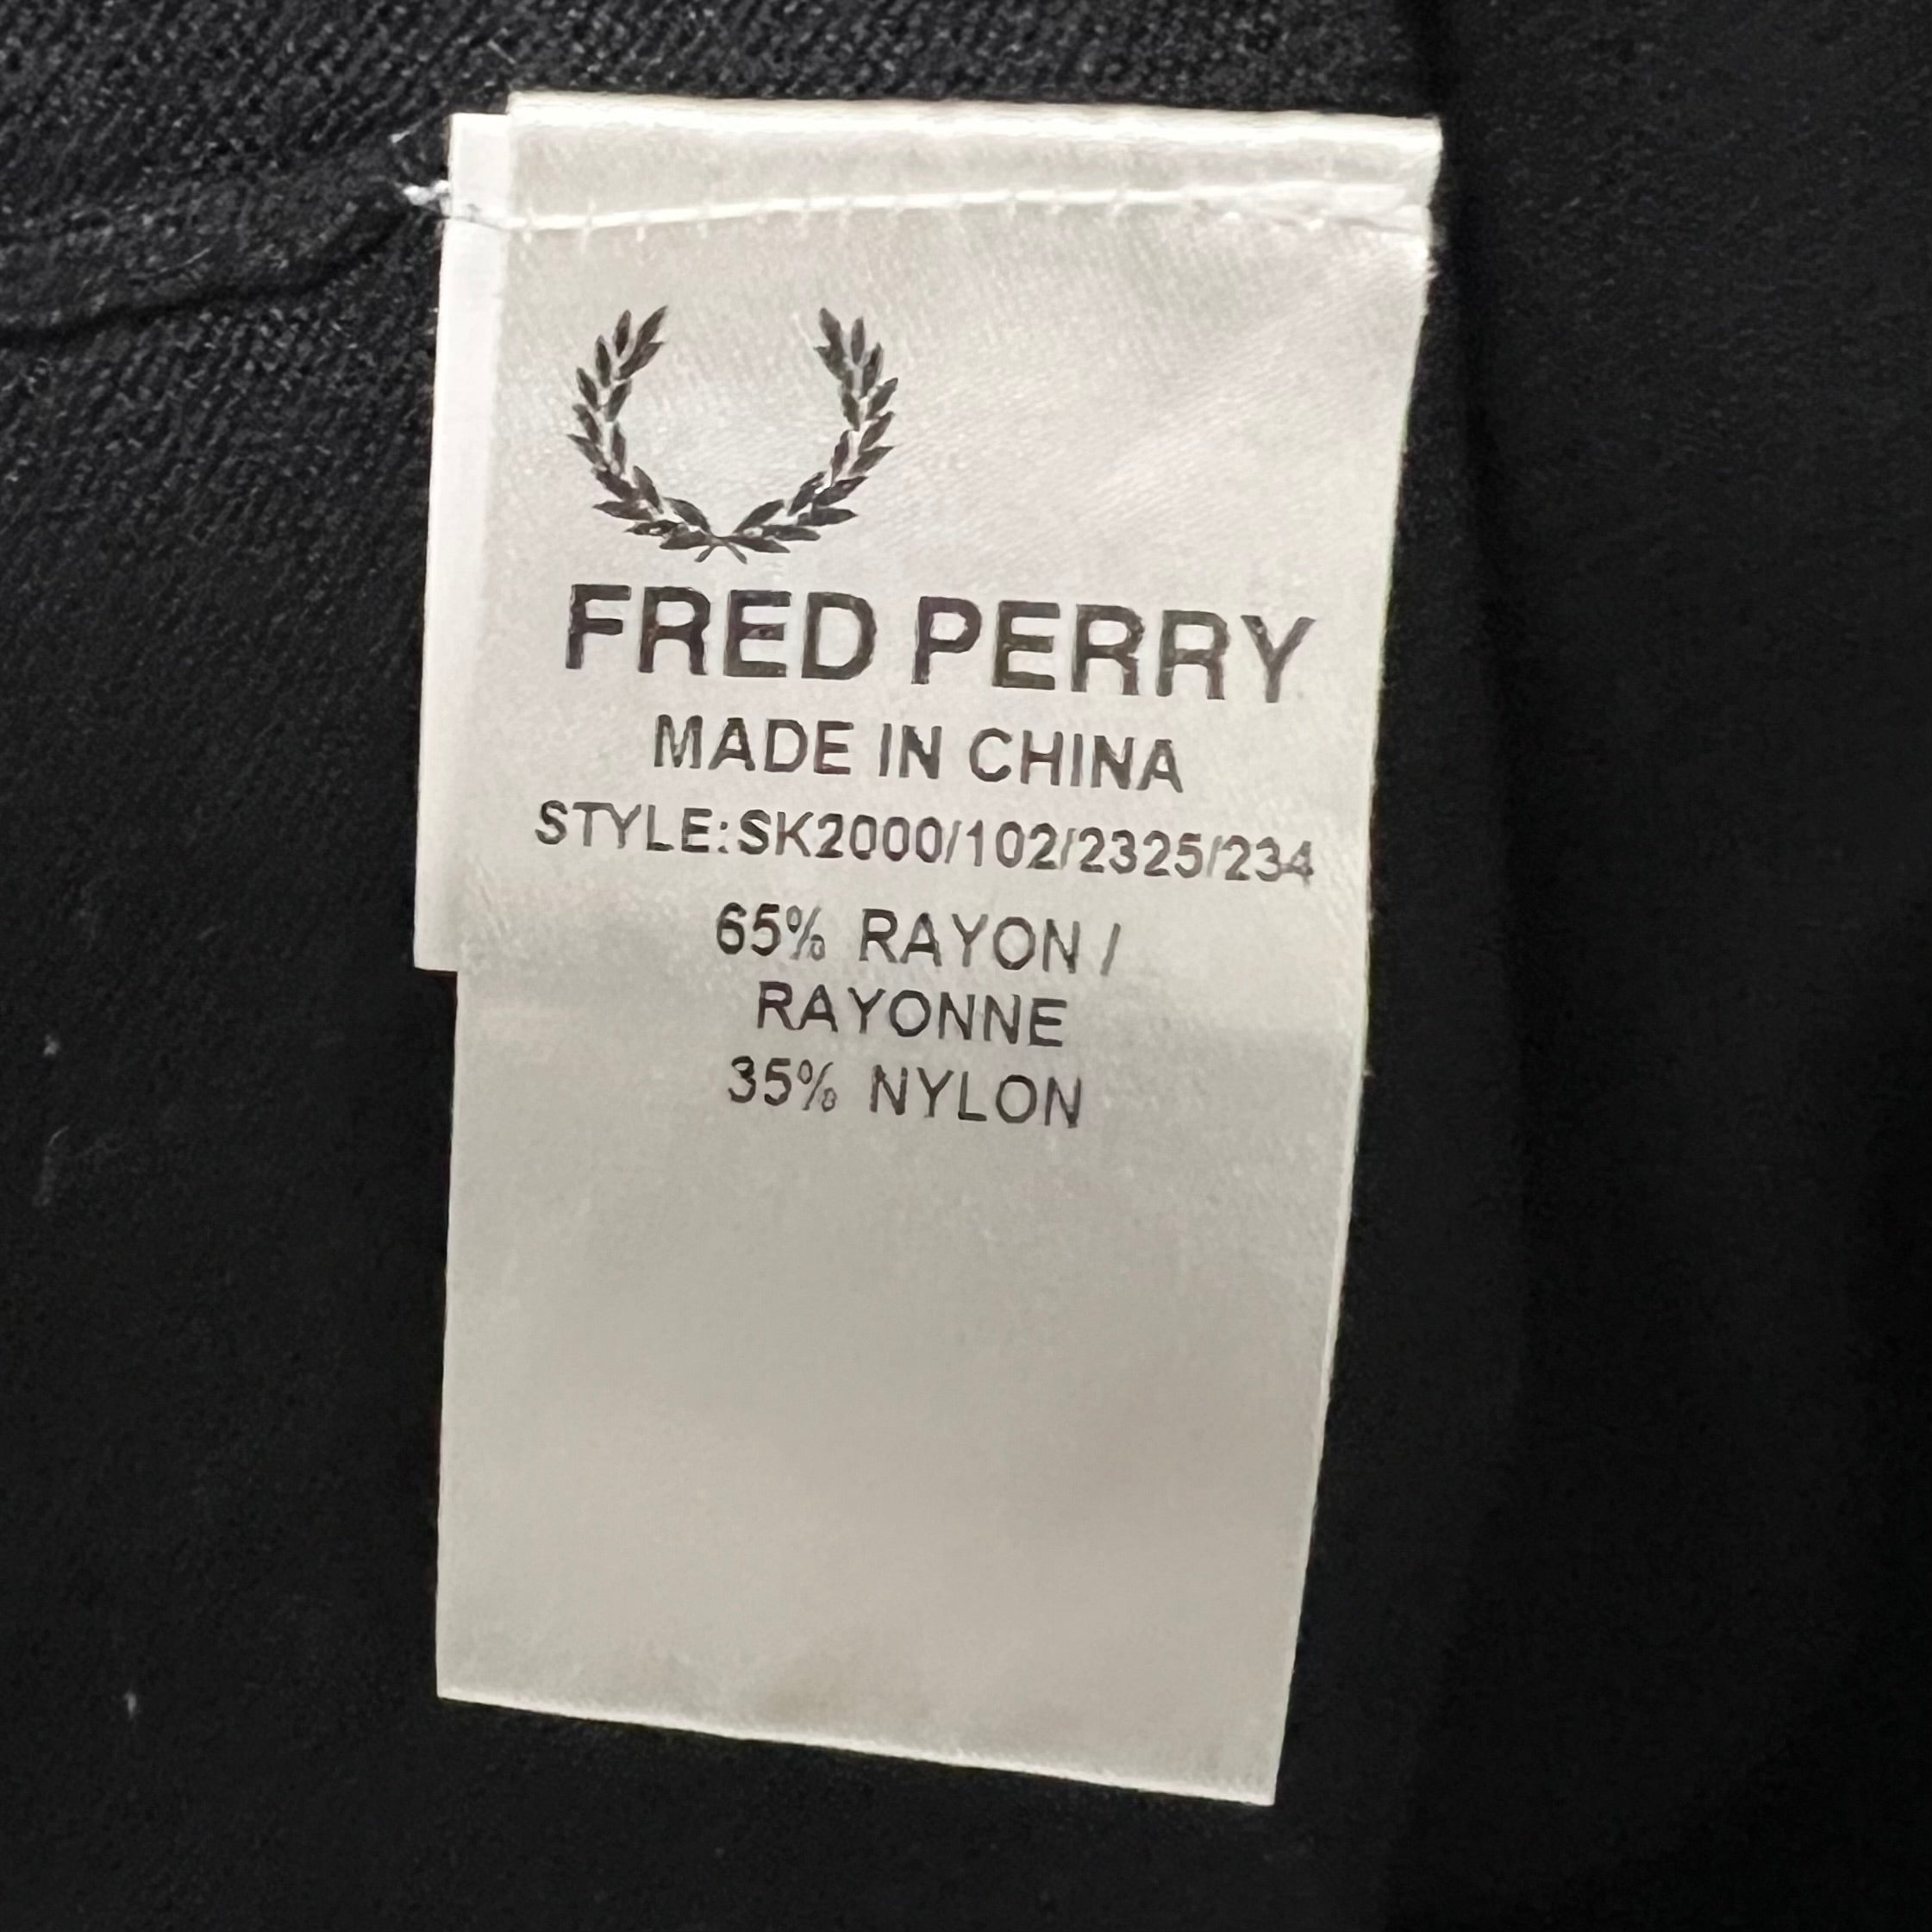 FRED PERRY
MADE IN CHINA
STYLE:SK2000/102/2325/234
65% RAYON /
RAYONNE
35% NYLON